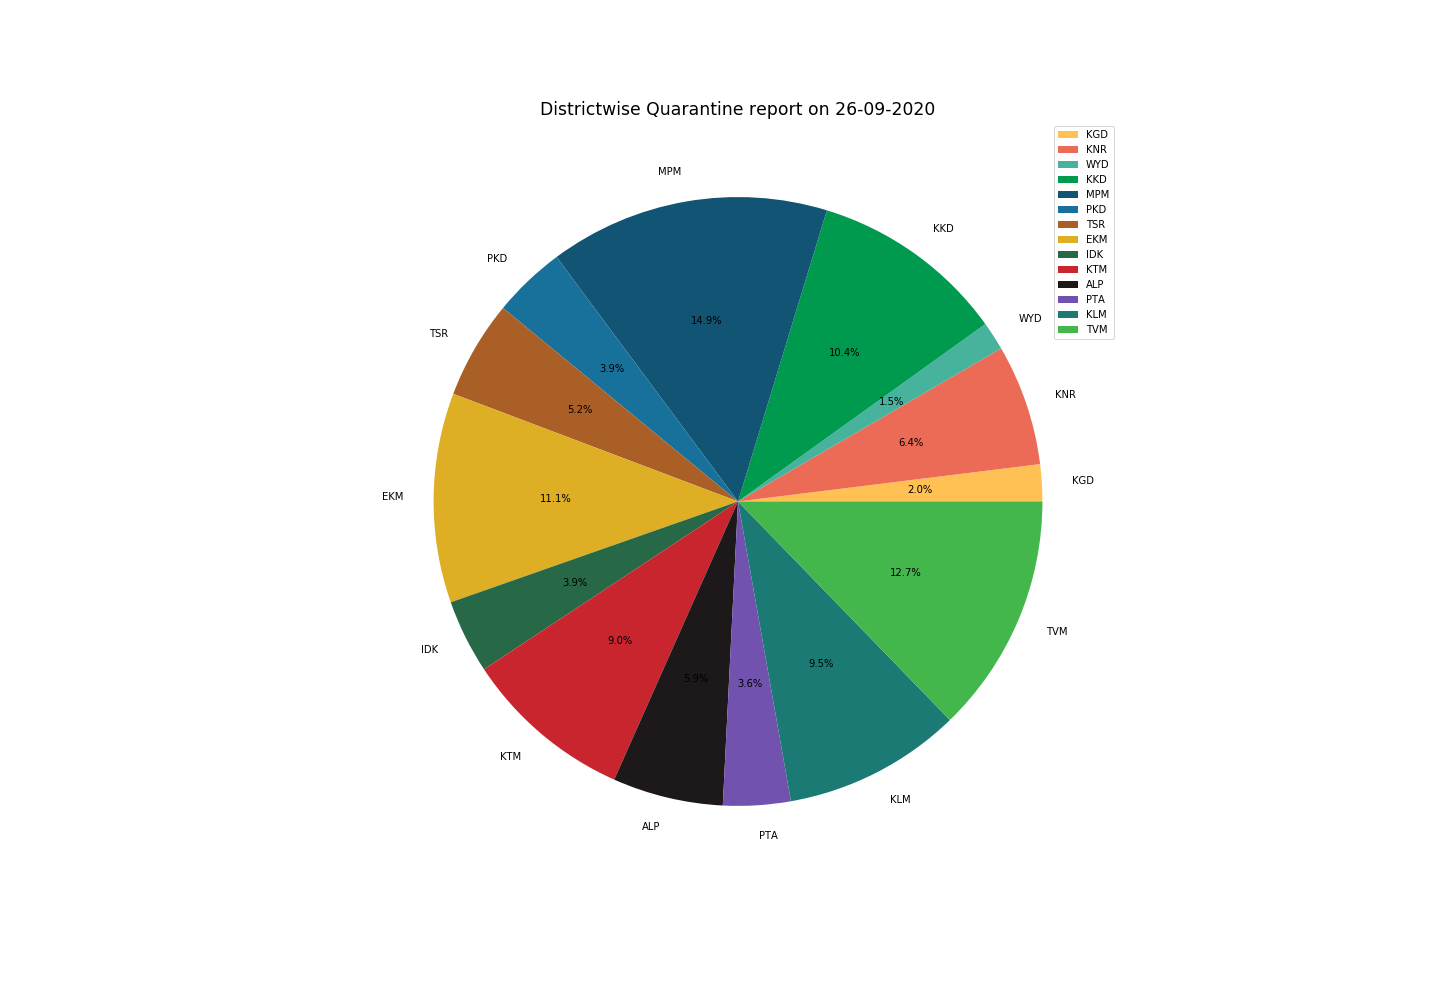 Districtwise Quarantine report on 26-09-2020
KGD
KNR
WYD
KKD
MPM
PKD
TSR
EKM
IDK
KTM
ALP
PTA
KLM
TVM
MPM
KKD
PKD
WYD
TSR
KNR
KGD
EKM
IDK
TVM
KTM
KLM
ALP
PTA
14.9%
10.4%
3.9%
1.5%
5.2%
6.4%
2.0%
11.1%
12.7%
3.9%
9.0%
9.5%
5.9%
3.6%